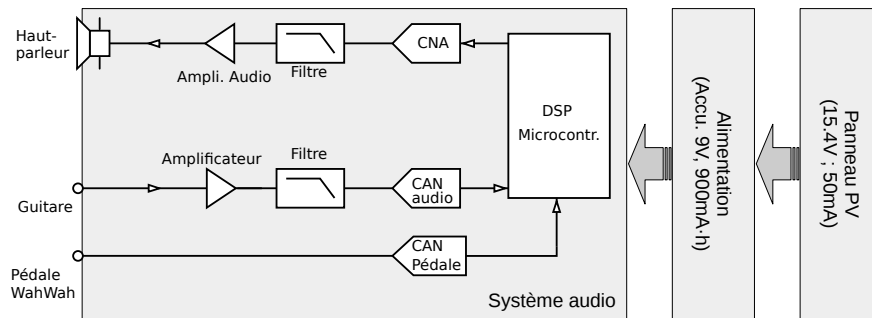 Haut-
parleur
Ampli. Audio
Filtre
CNA
DSP
Microcontr.
Amplificateur
Filtre
CAN
audio
Guitare
CAN
Pédale
Pédale
WahWah
Système audio
Alimentation
(Accu. 9V, 900mA·h)
Panneau PV
(15.4V ; 50mA)